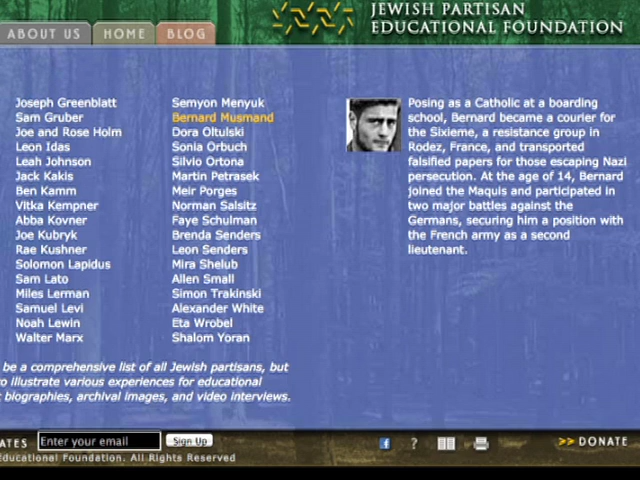 JEWISH PARTISAN
EDUCATIONAL FOUNDATION
ABOUT US
HOME
BLOG
Joseph Greenblatt
Sam Gruber
Joe and Rose Holm
Leon Idas
Leah Johnson
Jack Kakis
Ben Kamm
Vitka Kempner
Abba Kovner
Joe Kubryk
Rae Kushner
Solomon Lapidus
Sam Lato
Miles Lerman
Samuel Levi
Noah Lewin
Walter Marx
Semyon Menyuk
Bernard Musmand
Dora Oltulski
Sonia Orbuch
Silvio Ortona
Martin Petrasek
Meir Porges
Norman Salsitz
Faye Schulman
Brenda Senders
Leon Senders
Mira Shelub
Allen Small
Simon Trakinski
Alexander White
Eta Wrobel
Shalom Yoran
Posing as a Catholic at a boarding
school, Bernard became a courier for
the Sixieme, a resistance group in
Rodez, France, and transported
falsified papers for those escaping Nazi
persecution. At the age of 14, Bernard
joined the Maquis and participated in
two major battles against the
Germans, securing him a position with
the French army as a second
lieutenant.
be a comprehensive list of all Jewish partisans, but
o illustrate various experiences for educational
biographies, archival images, and video interviews.
ATES
Enter your email
Sign Up
f
?
>> DONATE
Educational Foundation. All Rights Reserved